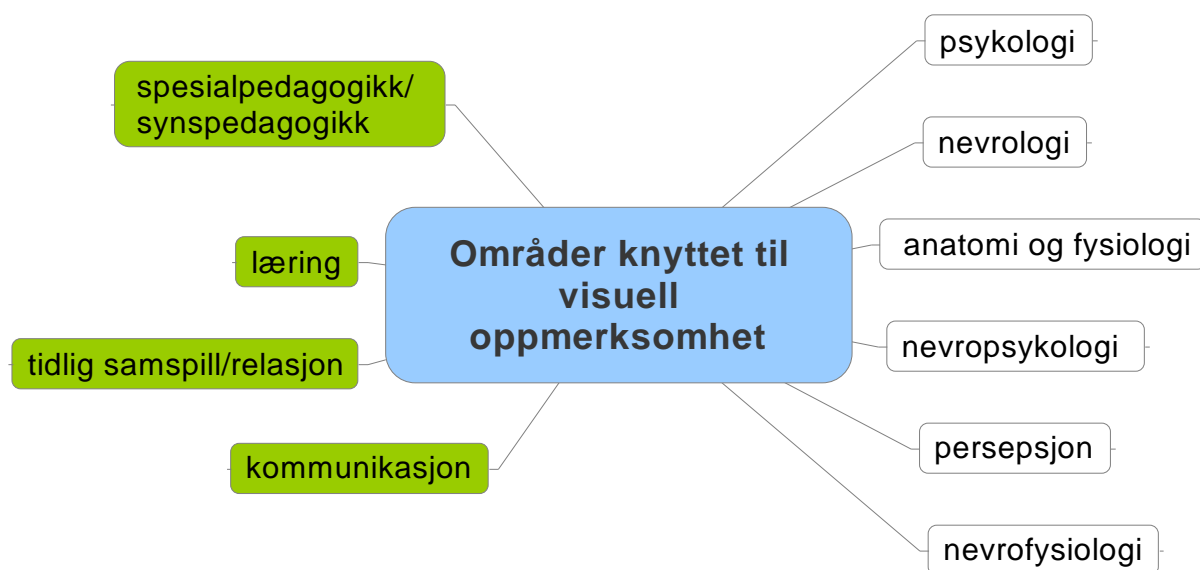 psykologi
spesialpedagogikk/
synspedagogikk
nevrologi
Områder knyttet til
visuell
oppmerksomhet
anatomi og fysiologi
læring
nevropsykologi
tidlig samspill/relasjon
persepsjon
kommunikasjon
nevrofysiologi